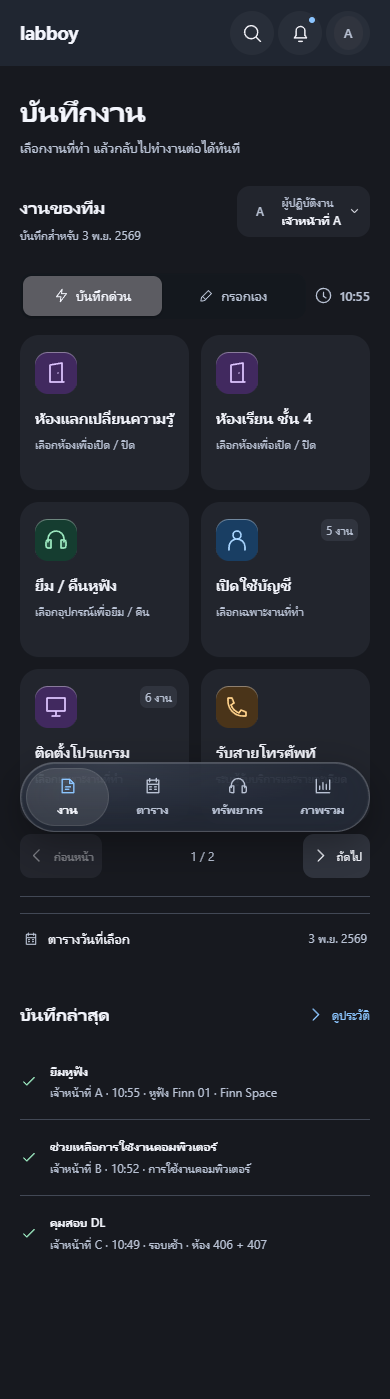 labboy
A
บันทึกงาน
เลือกงานที่ทำ แล้วกลับไปทำงานต่อได้ทันที
งานของทีม
บันทึกสำหรับ 3 พ.ย. 2569
A
ผู้ปฏิบัติงาน
เจ้าหน้าที่ A
บันทึกด่วน
กรอกเอง
10:55
ห้องแลกเปลี่ยนความรู้
เลือกห้องเพื่อเปิด / ปิด
ห้องเรียน ชั้น 4
เลือกห้องเพื่อเปิด / ปิด
ยืม / คืนหูฟัง
เลือกอุปกรณ์เพื่อยืม / คืน
5 งาน
เปิดใช้บัญชี
เลือกเฉพาะงานที่ทำ
6 งาน
ติดตั้งโปรแกรม
รับสายโทรศัพท์
งาน
ตาราง
ทรัพยากร
ภาพรวม
ก่อนหน้า
1 / 2
ถัดไป
ตารางวันที่เลือก
3 พ.ย. 2569
บันทึกล่าสุด
ดูประวัติ
ยืมหูฟัง
เจ้าหน้าที่ A · 10:55 · หูฟัง Finn 01 · Finn Space
ช่วยเหลือการใช้งานคอมพิวเตอร์
เจ้าหน้าที่ B · 10:52 · การใช้งานคอมพิวเตอร์
คุมสอบ DL
เจ้าหน้าที่ C · 10:49 · รอบเช้า · ห้อง 406 + 407